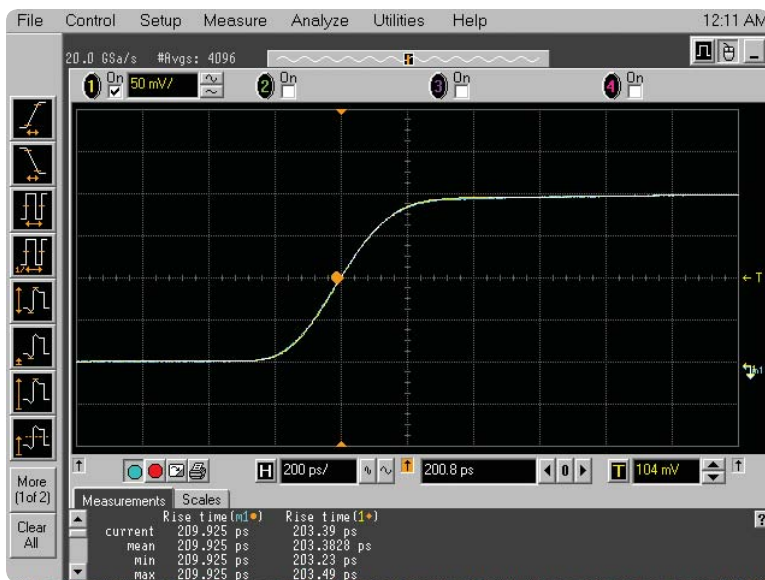 File Control Setup Measure Analyze Utilities Help 12:11 AM
20.0 GSa/s #Avgs: 4096
1 On 50 mV/ 2 On 3 On 4 On
T
m1
More
(1of 2)
Clear
All
H 200 ps/ 200.8 ps 0 T 104 mV
Measurements Scales
Rise time(m1) Rise time(1)
current 209.925 ps 203.39 ps
mean 209.925 ps 203.3828 ps
min 209.925 ps 203.23 ps
max 209.925 ps 203.49 ps
?